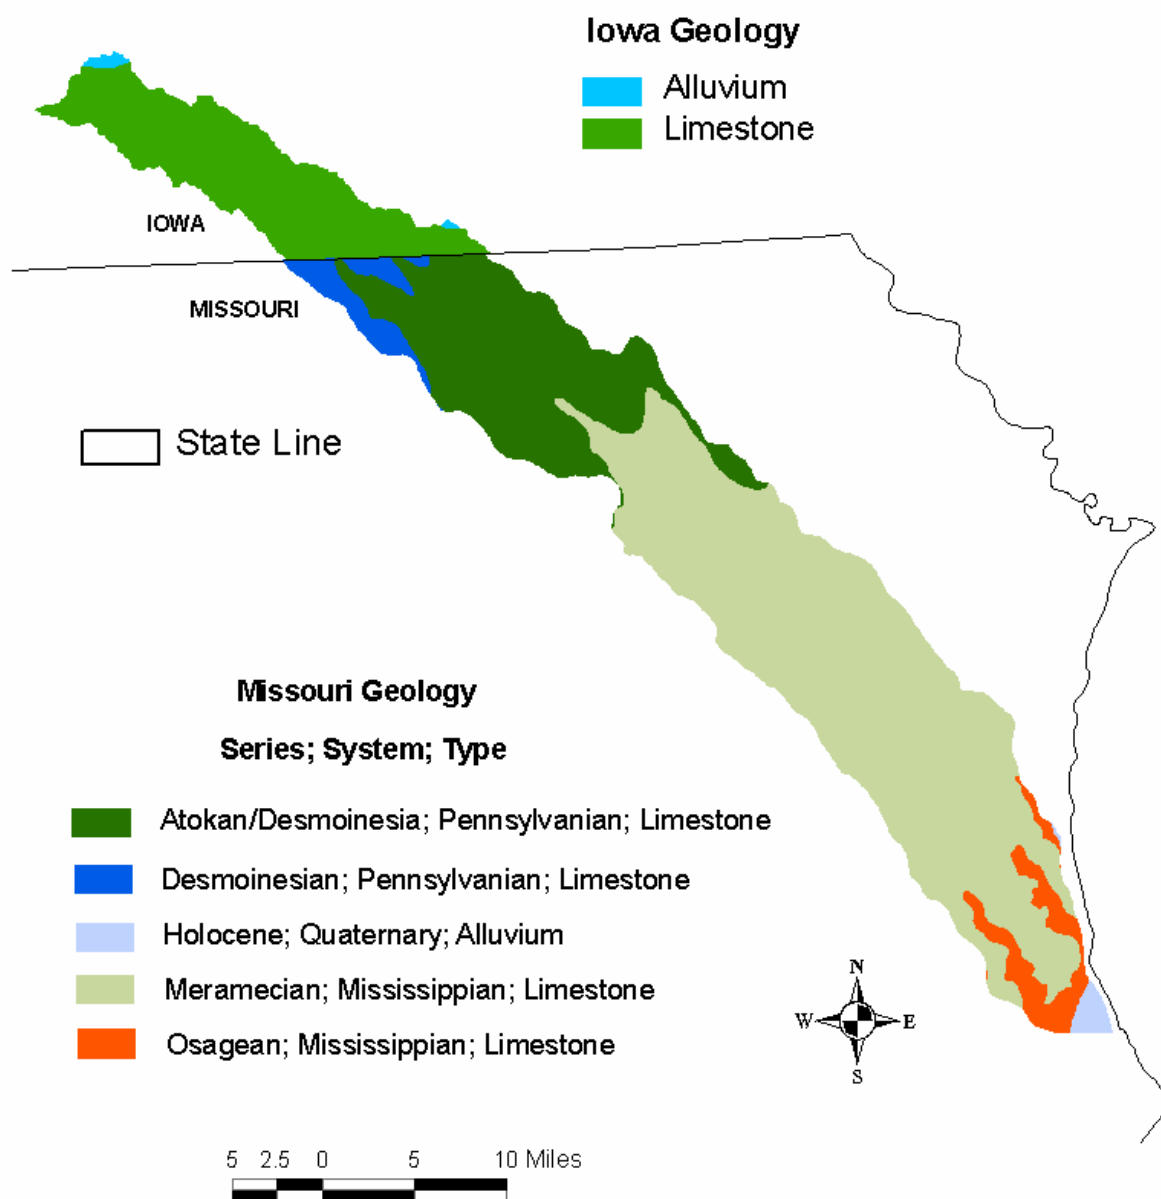 Iowa Geology
Alluvium
Limestone
IOWA
MISSOURI
State Line
Missouri Geology
Series; System; Type
Atokan/Desmoinesia; Pennsylvanian; Limestone
Desmoinesian; Pennsylvanian; Limestone
Holocene; Quaternary; Alluvium
Meramecian; Mississippian; Limestone
Osagean; Mississippian; Limestone
N
W E
S
5 2.5 0 5 10 Miles